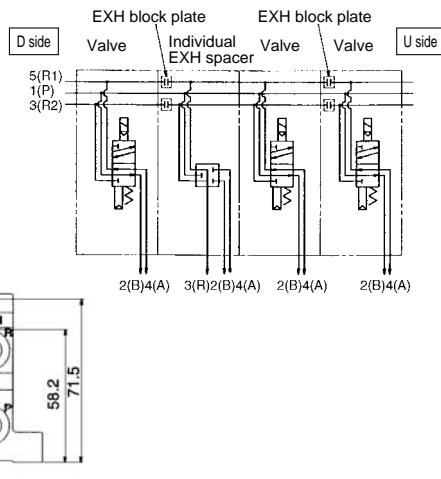 EXH block plate EXH block plate
D side Valve Individual EXH spacer Valve Valve U side
5(R1)
1(P)
3(R2)
2(B)4(A) 3(R)2(B)4(A) 2(B)4(A) 2(B)4(A)
R
P
58.2
71.5